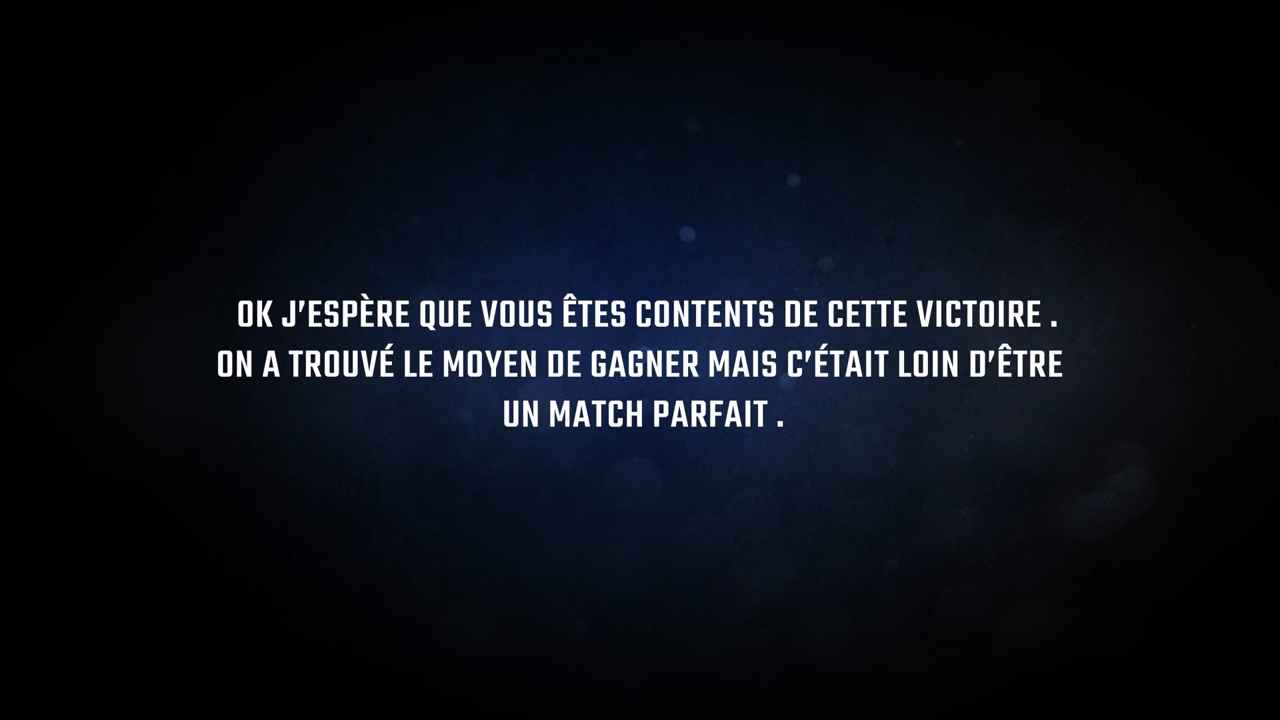 OK J’ESPÈRE QUE VOUS ÊTES CONTENTS DE CETTE VICTOIRE .
ON A TROUVÉ LE MOYEN DE GAGNER MAIS C’ÉTAIT LOIN D’ÊTRE
UN MATCH PARFAIT .